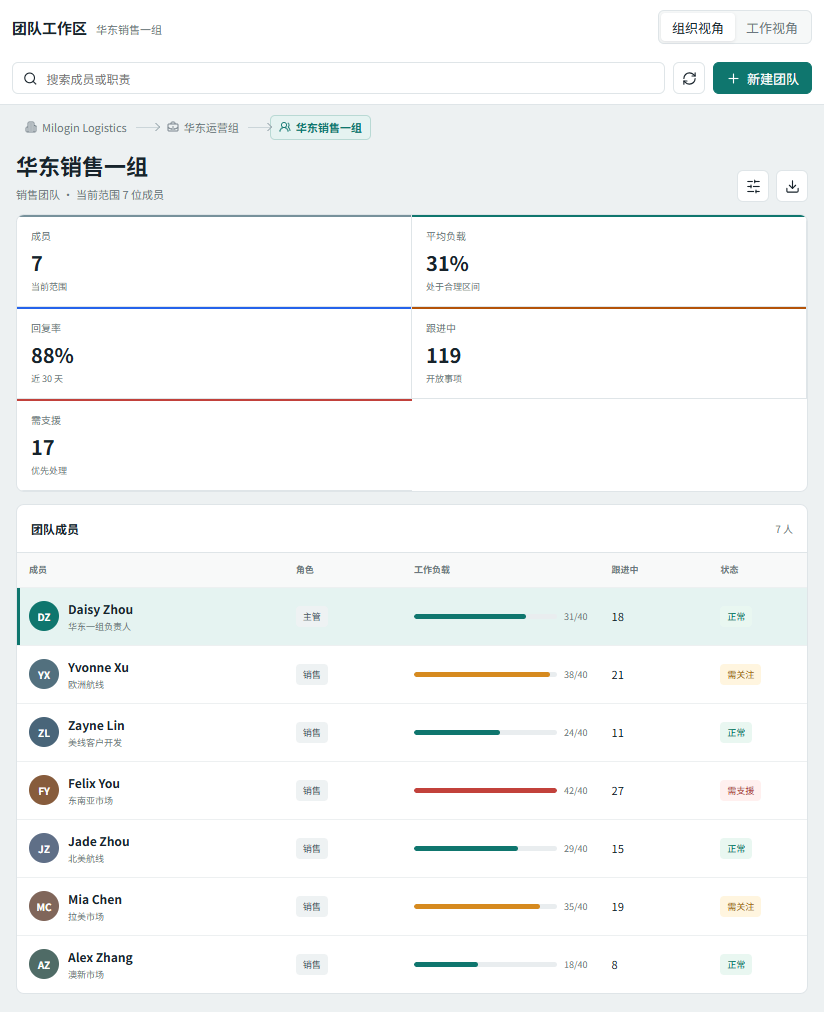 团队工作区 华东销售一组
组织视角 工作视角
搜索成员或职责
新建团队
Milogin Logistics 华东运营组 华东销售一组
华东销售一组
销售团队 · 当前范围 7 位成员
成员
7
当前范围
平均负载
31%
处于合理区间
回复率
88%
近 30 天
跟进中
119
开放事项
需支援
17
优先处理
团队成员 7 人
成员 角色 工作负载 跟进中 状态
DZ Daisy Zhou 主管 31/40 18 正常
华东一组负责人
YX Yvonne Xu 销售 38/40 21 需关注
欧洲航线
ZL Zayne Lin 销售 24/40 11 正常
美线客户开发
FY Felix You 销售 42/40 27 需支援
东南亚市场
JZ Jade Zhou 销售 29/40 15 正常
北美航线
MC Mia Chen 销售 35/40 19 需关注
拉美市场
AZ Alex Zhang 销售 18/40 8 正常
澳新市场